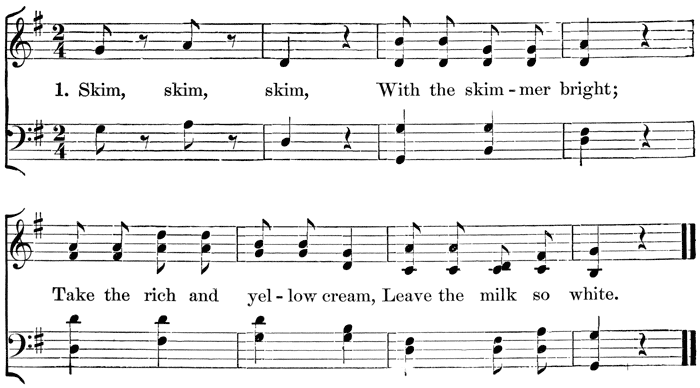 1. Skim, skim, skim, With the skim - mer bright;
Take the rich and yel - low cream, Leave the milk so white.